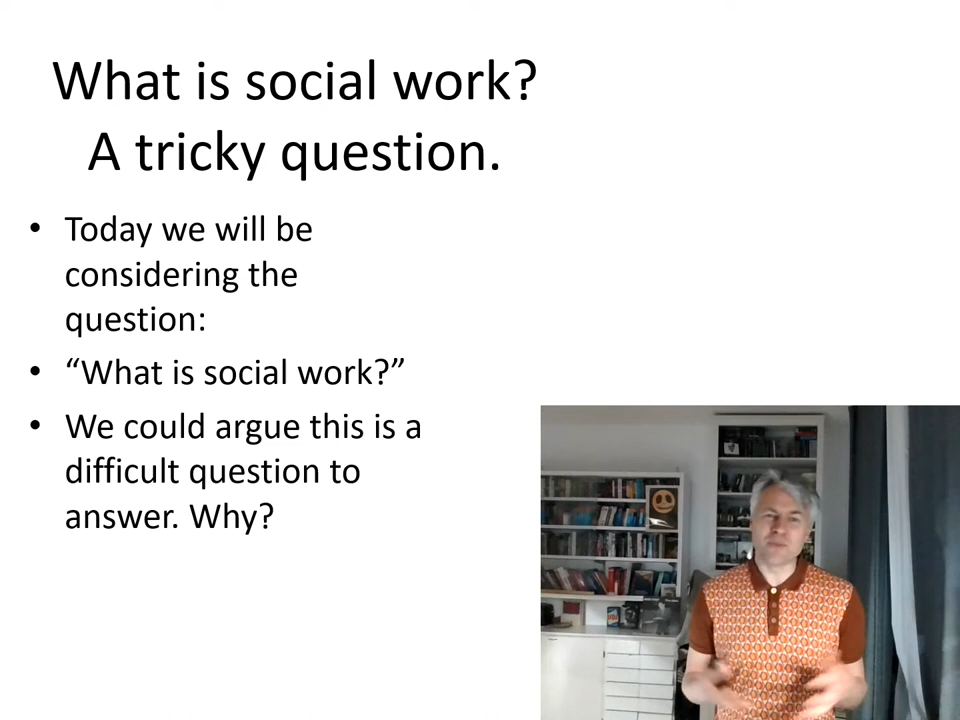 What is social work?
A tricky question.
• Today we will be
considering the
question:
• “What is social work?”
• We could argue this is a
difficult question to
answer. Why?